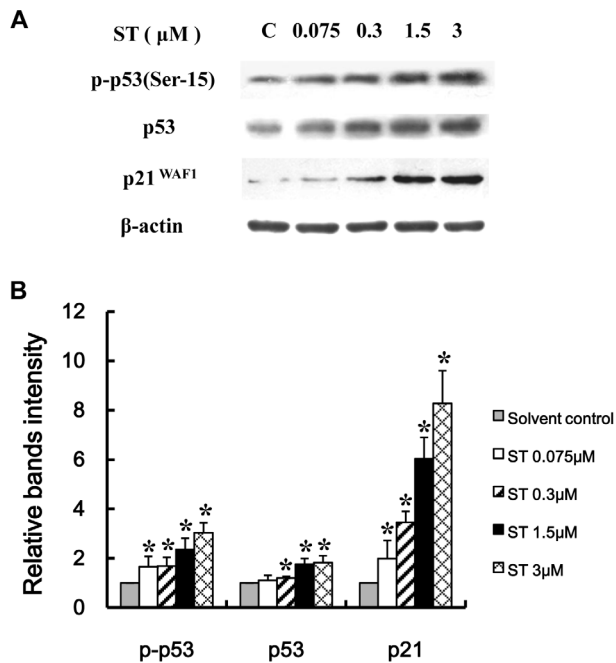 A
ST ( μM ) C 0.075 0.3 1.5 3
p-p53(Ser-15)
p53
p21 WAF1
β-actin
B
12
10
8
6
4
2
0
Relative bands intensity
* * * *
* * *
* * * *
p-p53 p53 p21
Solvent control
ST 0.075μM
ST 0.3μM
ST 1.5μM
ST 3μM